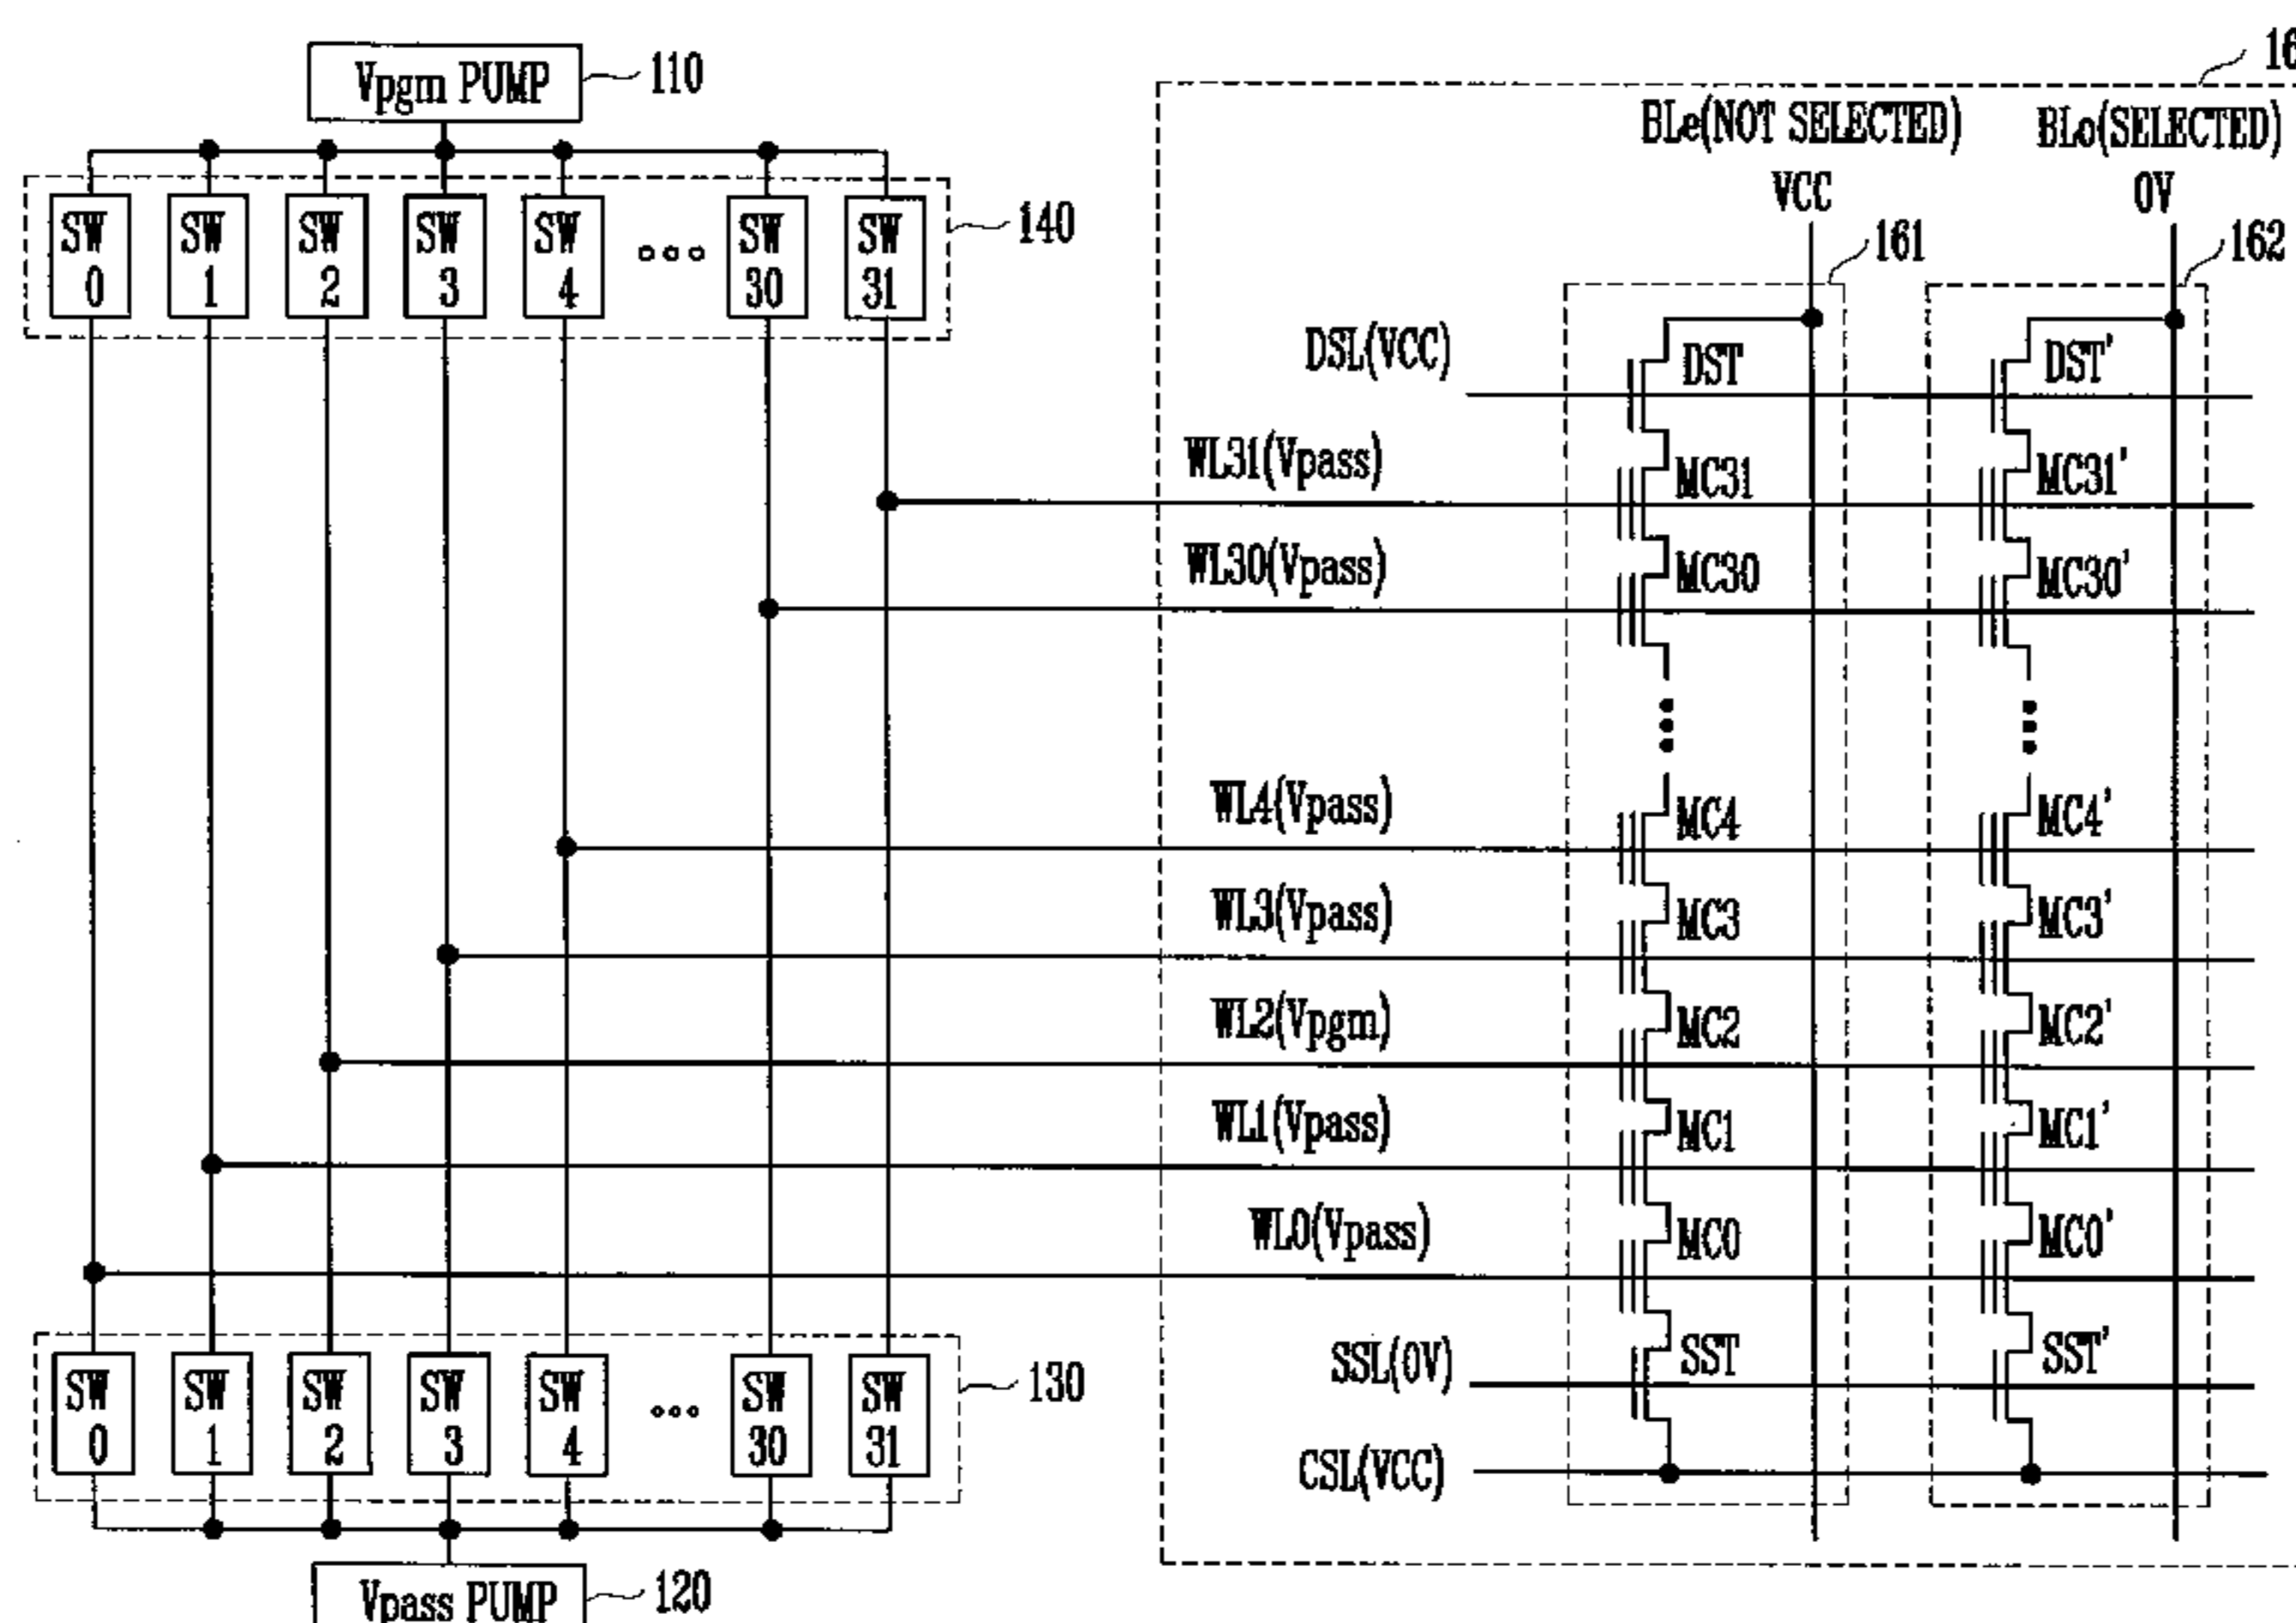 Vpgm PUMP
110
SW 0
SW 1
SW 2
SW 3
SW 4
SW 30
SW 31
140
BLe(NOT SELECTED)
VCC
BLo(SELECTED)
0V
161
162
DSL(VCC)
DST
DST'
WL31(Vpass)
MC31
MC31'
WL30(Vpass)
MC30
MC30'
WL4(Vpass)
MC4
MC4'
WL3(Vpass)
MC3
MC3'
WL2(Vpgm)
MC2
MC2'
WL1(Vpass)
MC1
MC1'
WL0(Vpass)
MC0
MC0'
SSL(0V)
SST
SST'
CSL(VCC)
SW 0
SW 1
SW 2
SW 3
SW 4
SW 30
SW 31
130
Vpass PUMP
120